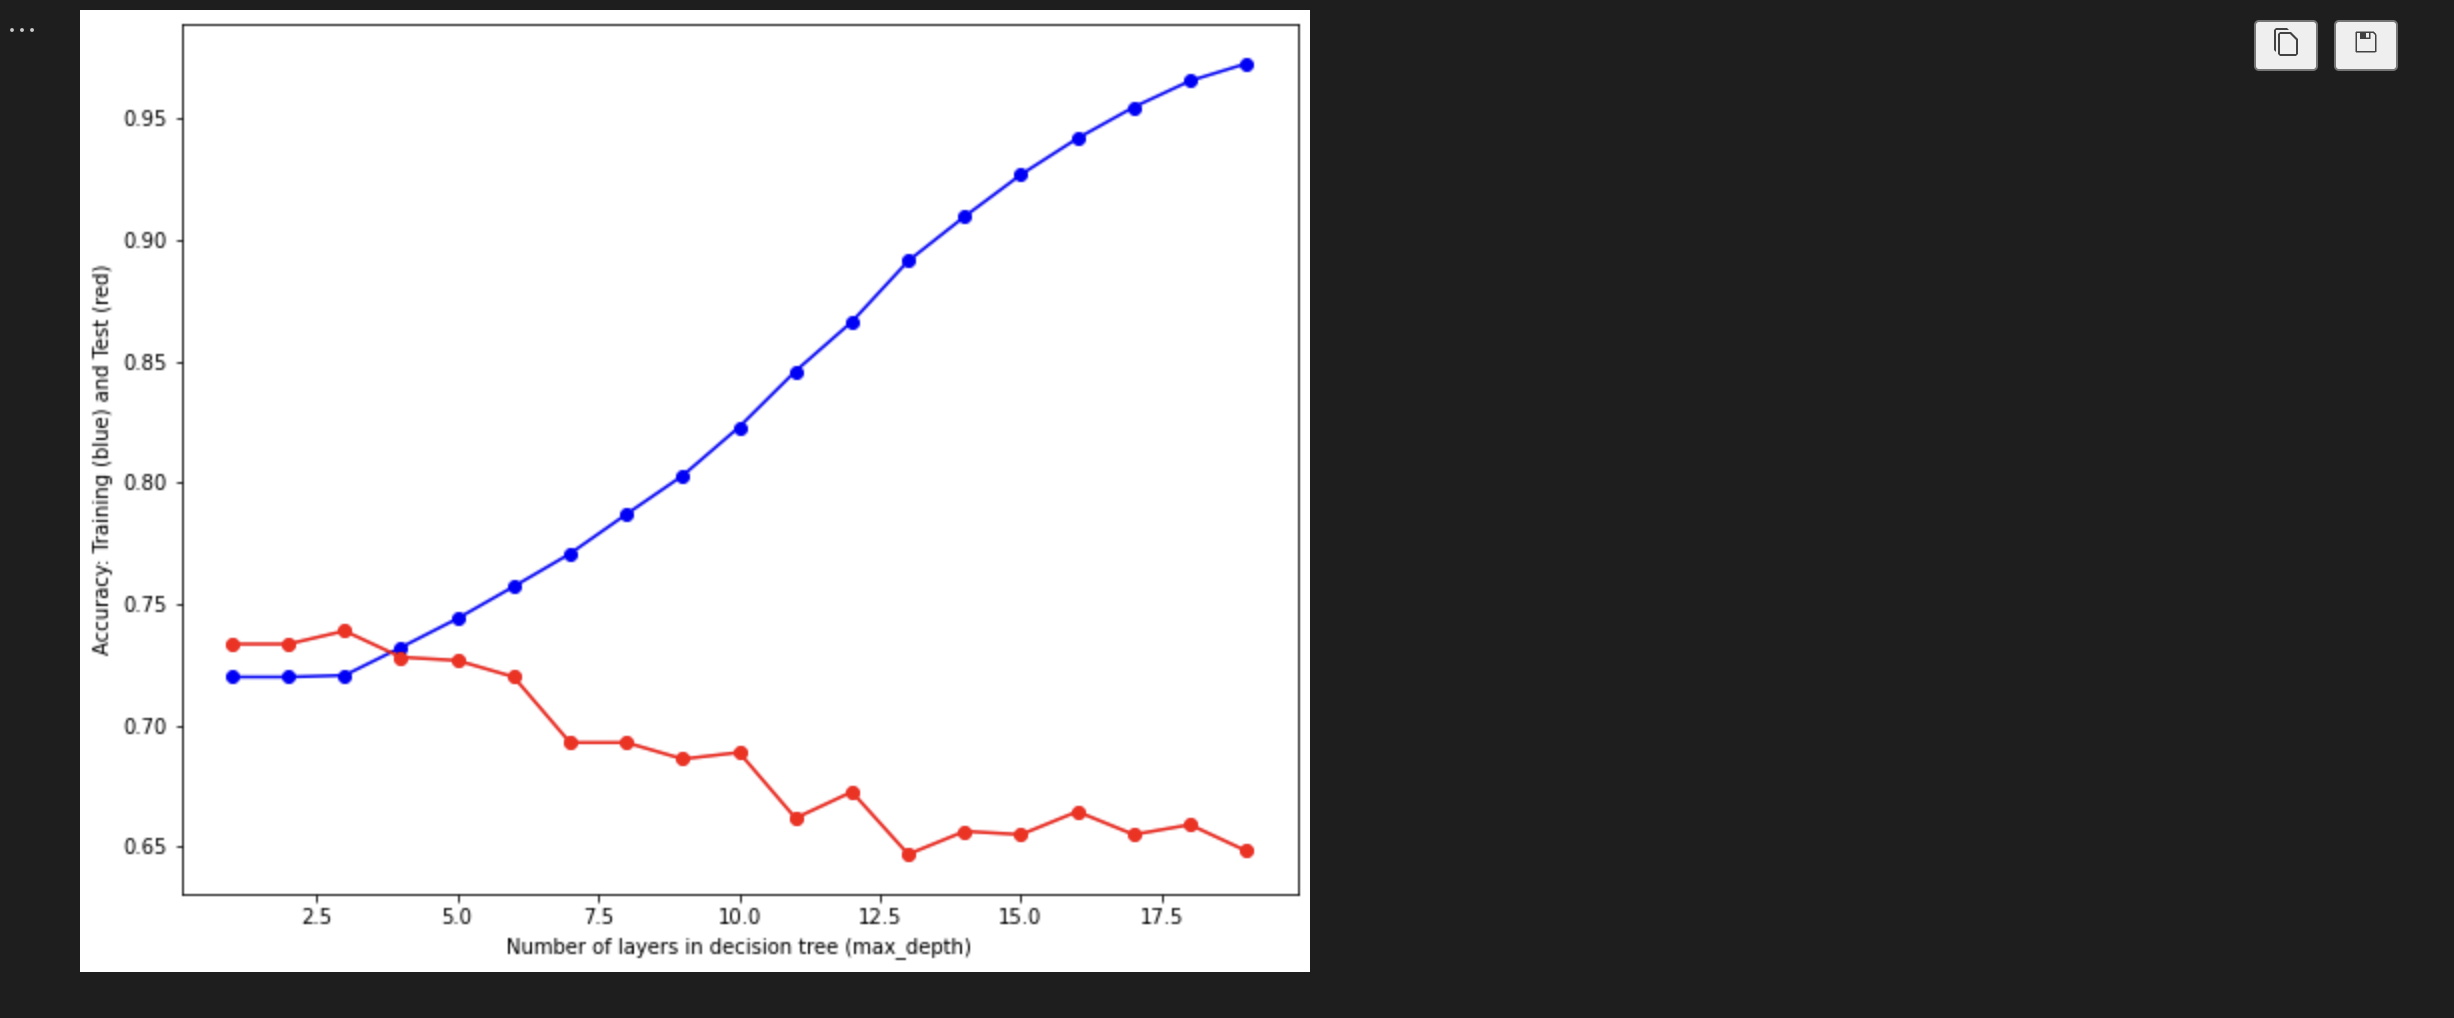 ...
0.95
0.90
0.85
0.80
0.75
0.70
0.65
Accuracy: Training (blue) and Test (red)
2.5 5.0 7.5 10.0 12.5 15.0 17.5
Number of layers in decision tree (max_depth)